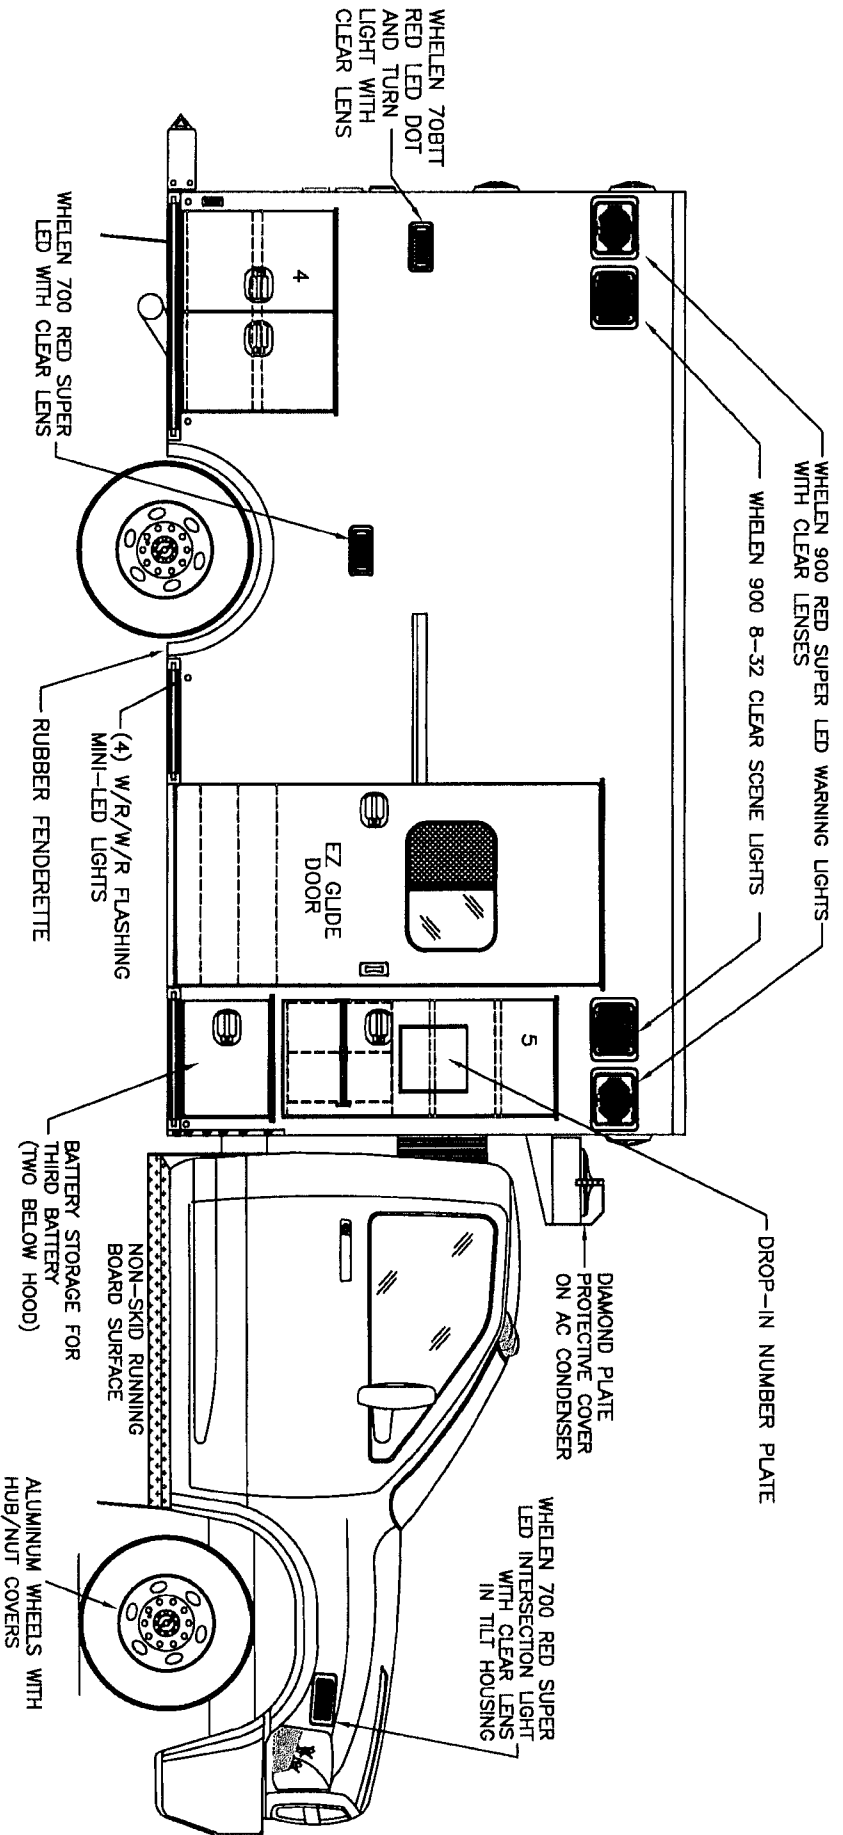 WHELEN 900 RED SUPER LED WARNING LIGHTS
WITH CLEAR LENSES
WHELEN 900 8-32 CLEAR SCENE LIGHTS
DROP-IN NUMBER PLATE
WHELEN 70BTT
RED LED DOT
AND TURN
LIGHT WITH
CLEAR LENS
DIAMOND PLATE
PROTECTIVE COVER
ON AC CONDENSER
WHELEN 700 RED SUPER
LED INTERSECTION LIGHT
WITH CLEAR LENS
IN TILT HOUSING
4
EZ GLIDE
DOOR
5
WHELEN 700 RED SUPER
LED WITH CLEAR LENS
(4) W/R/W/R FLASHING
MINI-LED LIGHTS
RUBBER FENDERETTE
BATTERY STORAGE FOR
THIRD BATTERY
(TWO BELOW HOOD)
NON-SKID RUNNING
BOARD SURFACE
ALUMINUM WHEELS WITH
HUB/NUT COVERS